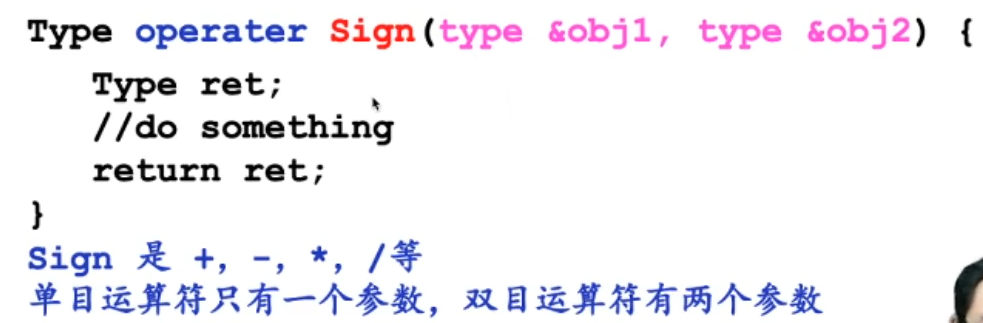 Type operater Sign(type &obj1, type &obj2) {
Type ret;
//do something
return ret;
}
Sign 是 +, -, *, /等
单目运算符只有一个参数, 双目运算符有两个参数